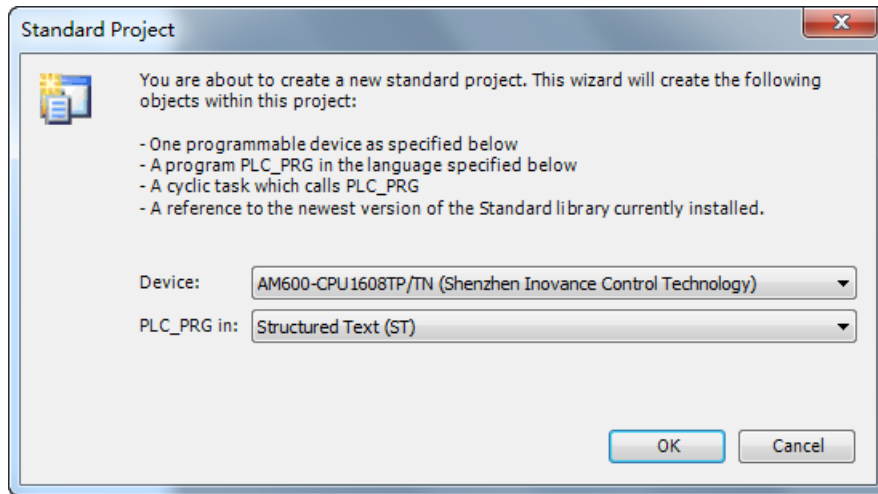 Standard Project
You are about to create a new standard project. This wizard will create the following
objects within this project:
- One programmable device as specified below
- A program PLC_PRG in the language specified below
- A cyclic task which calls PLC_PRG
- A reference to the newest version of the Standard library currently installed.
Device: AM600-CPU1608TP/TN (Shenzhen Inovance Control Technology)
PLC_PRG in: Structured Text (ST)
OK Cancel